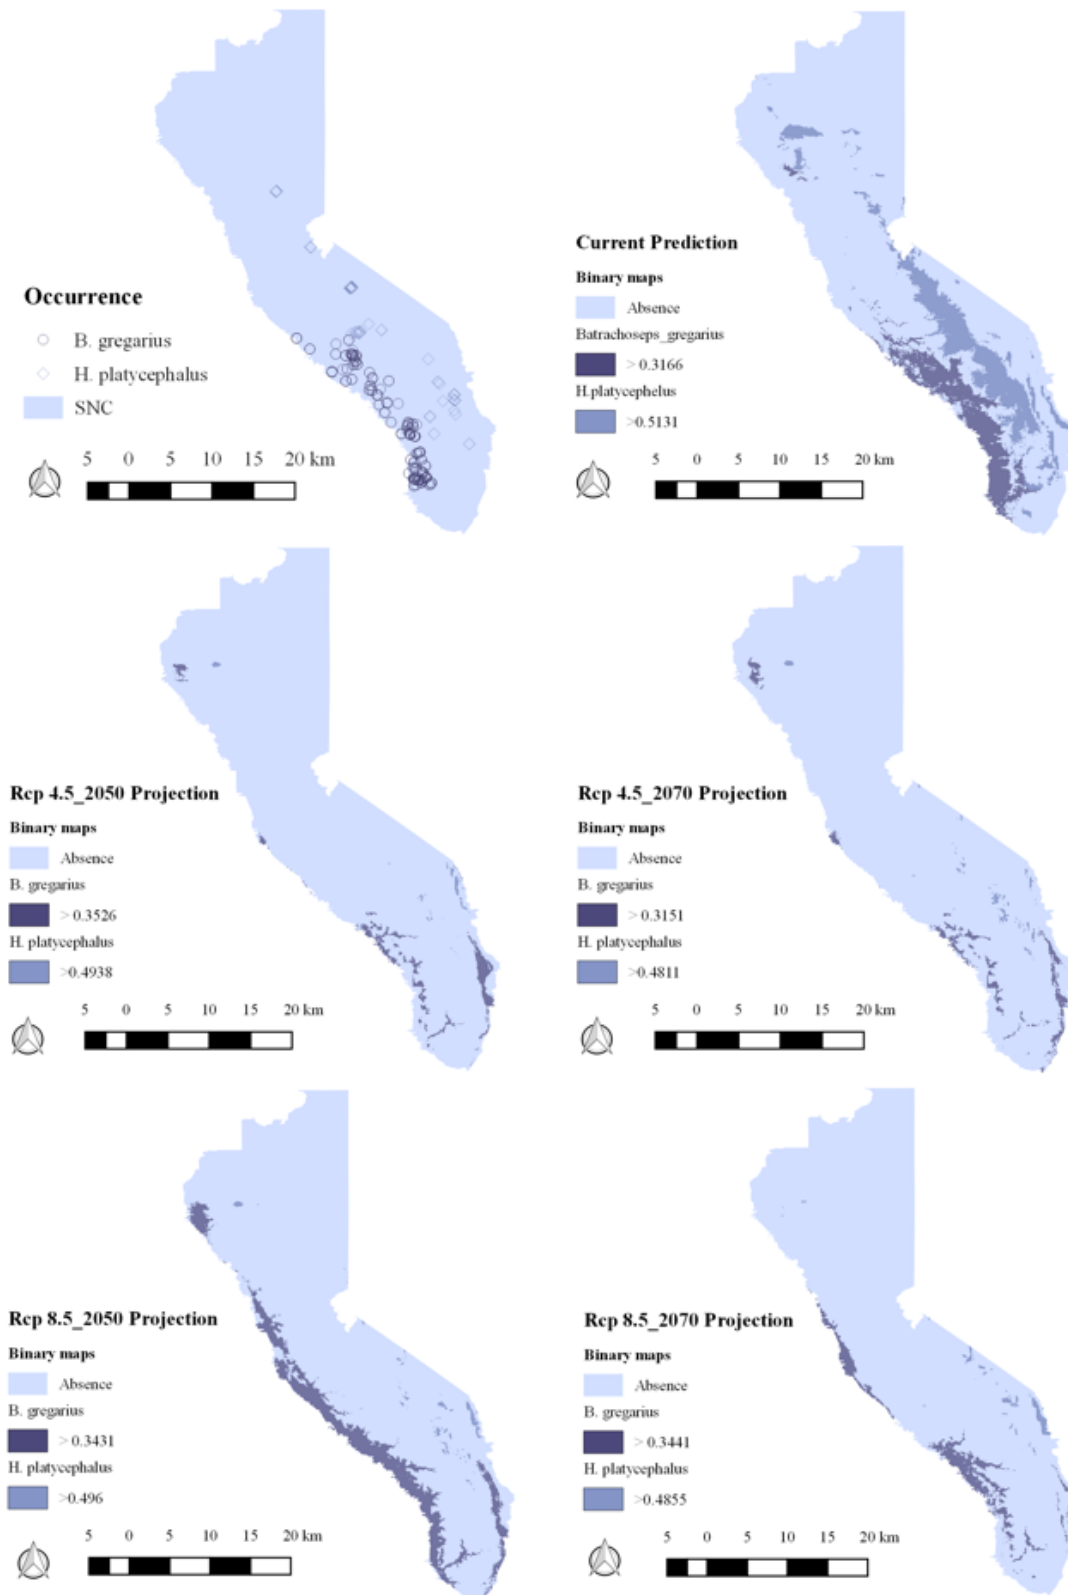 Occurrence
B. gregarius
H. platycephalus
SNC
5 0 5 10 15 20 km
Current Prediction
Binary maps
Absence
Batrachoseps_gregarius
> 0.3166
H.platycephelus
>0.5131
5 0 5 10 15 20 km
Rcp 4.5_2050 Projection
Binary maps
Absence
B. gregarius
> 0.3526
H. platycephalus
>0.4938
5 0 5 10 15 20 km
Rcp 4.5_2070 Projection
Binary maps
Absence
B. gregarius
> 0.3151
H. platycephalus
>0.4811
5 0 5 10 15 20 km
Rcp 8.5_2050 Projection
Binary maps
Absence
B. gregarius
> 0.3431
H. platycephalus
>0.496
5 0 5 10 15 20 km
Rcp 8.5_2070 Projection
Binary maps
Absence
B. gregarius
> 0.3441
H. platycephalus
>0.4855
5 0 5 10 15 20 km